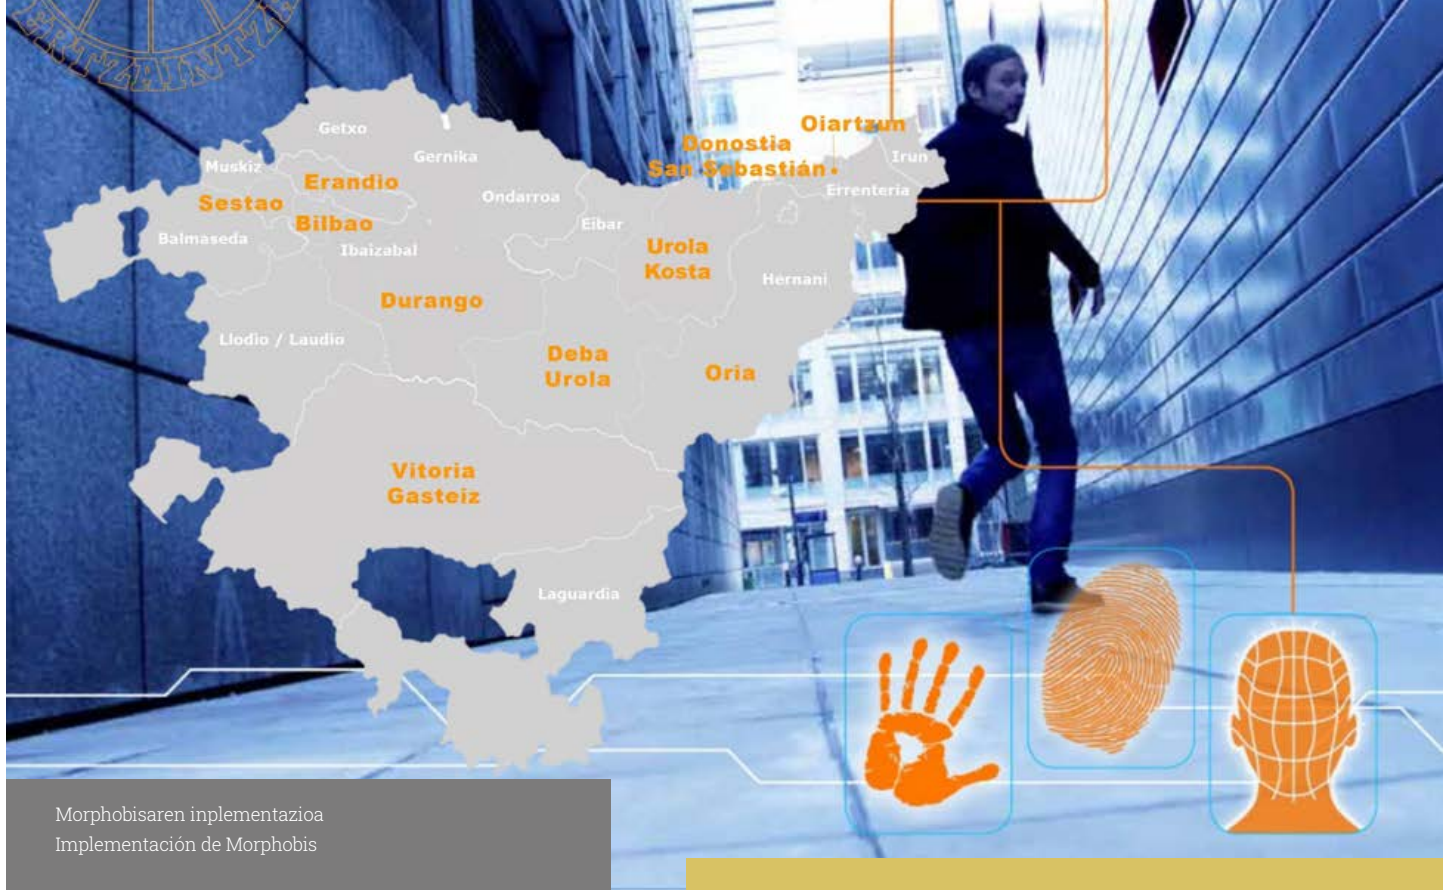 Getxo
Gernika
Muskiz
Erandio
Sestao
Bilbao
Balmaseda
Ibaizabal
Ondarroa
Eibar
Donostia
San Sebastián
Oiartzun
Irun
Errenteria
Urola
Kosta
Hernani
Durango
Llodio / Laudio
Deba
Urola
Oria
Vitoria
Gasteiz
Laguardia
Morphobisaren inplementazioa
Implementación de Morphobis